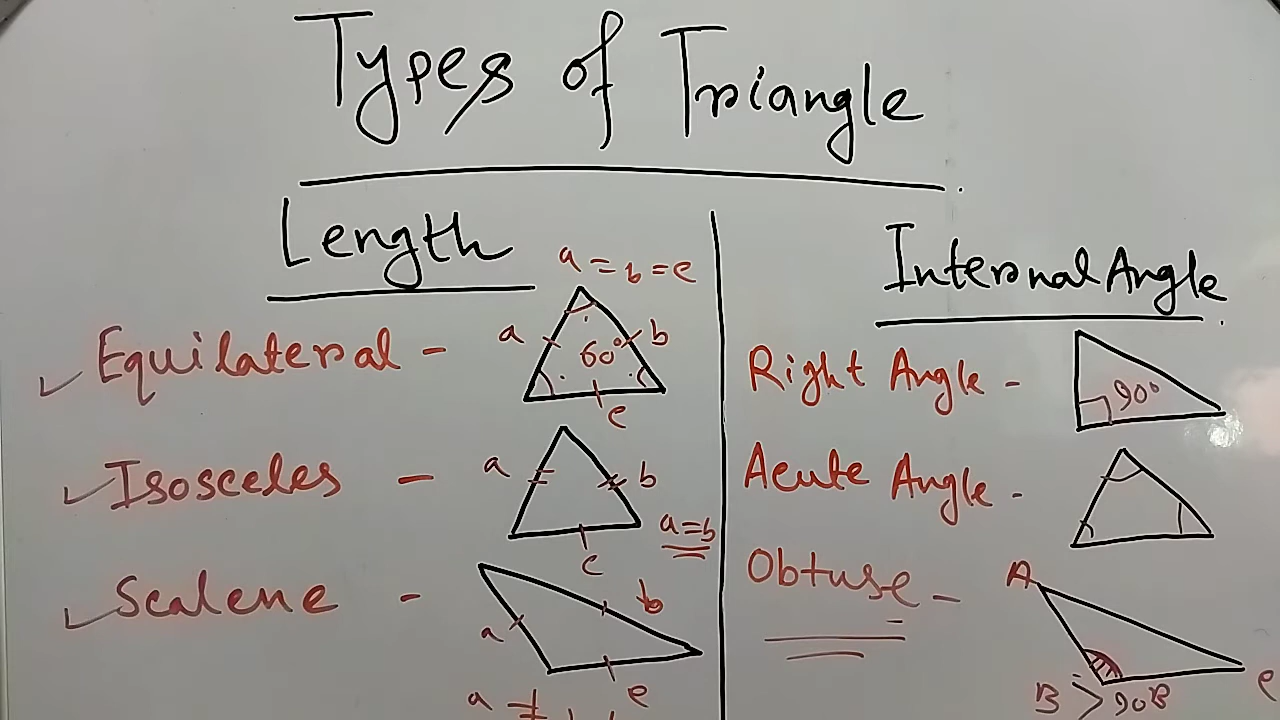 Types of Triangle
Length
a = b = c
Equilateral -
a
b
60°
c
Isosceles -
a
b
c
a=b
Scalene -
a
b
c
a ≠
Internal Angle
Right Angle -
90°
Acute Angle -
Obtuse -
A
B > 90
B
C